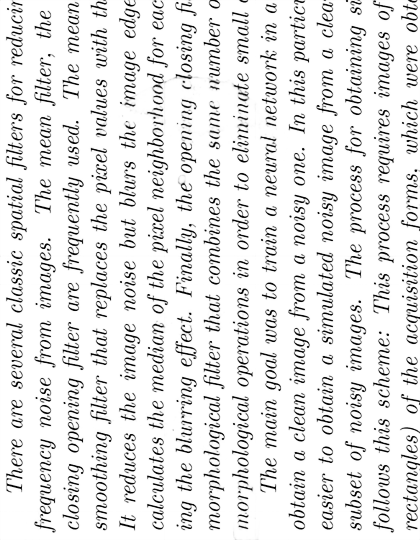 There are several classic spatial filters for reducin
frequency noise from images. The mean filter, the
closing opening filter are frequently used. The mean
smoothing filter that replaces the pixel values with th
It reduces the image noise but blurs the image edge
calculates the median of the pixel neighborhood for eac
ing the blurring effect. Finally, the opening closing fi
morphological filter that combines the same number o
morphological operations in order to eliminate small
The main goal was to train a neural network in a
obtain a clean image from a noisy one. In this partic
easier to obtain a simulated noisy image from a clea
subset of noisy images. The process for obtaining si
follows this scheme: This process requires images of
rectangles) of the acquisition forms, which were obt